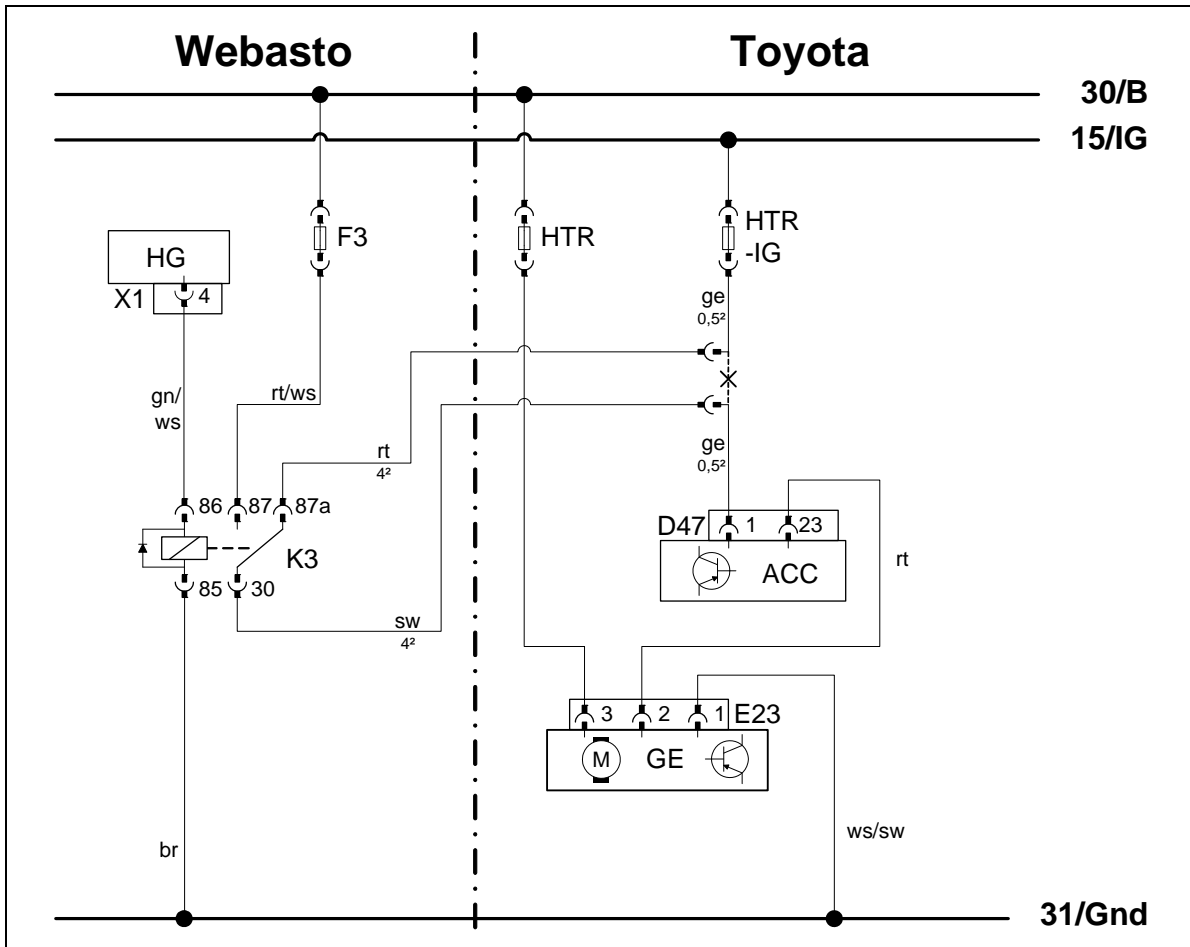 Webasto
Toyota
30/B
15/IG
HG
X1
4
F3
HTR
HTR
-IG
ge
0,5²
gn/
ws
rt/ws
rt
4²
ge
0,5²
86
87
87a
K3
85
30
sw
4²
D47
1
23
ACC
rt
3
2
1
E23
M
GE
br
ws/sw
31/Gnd